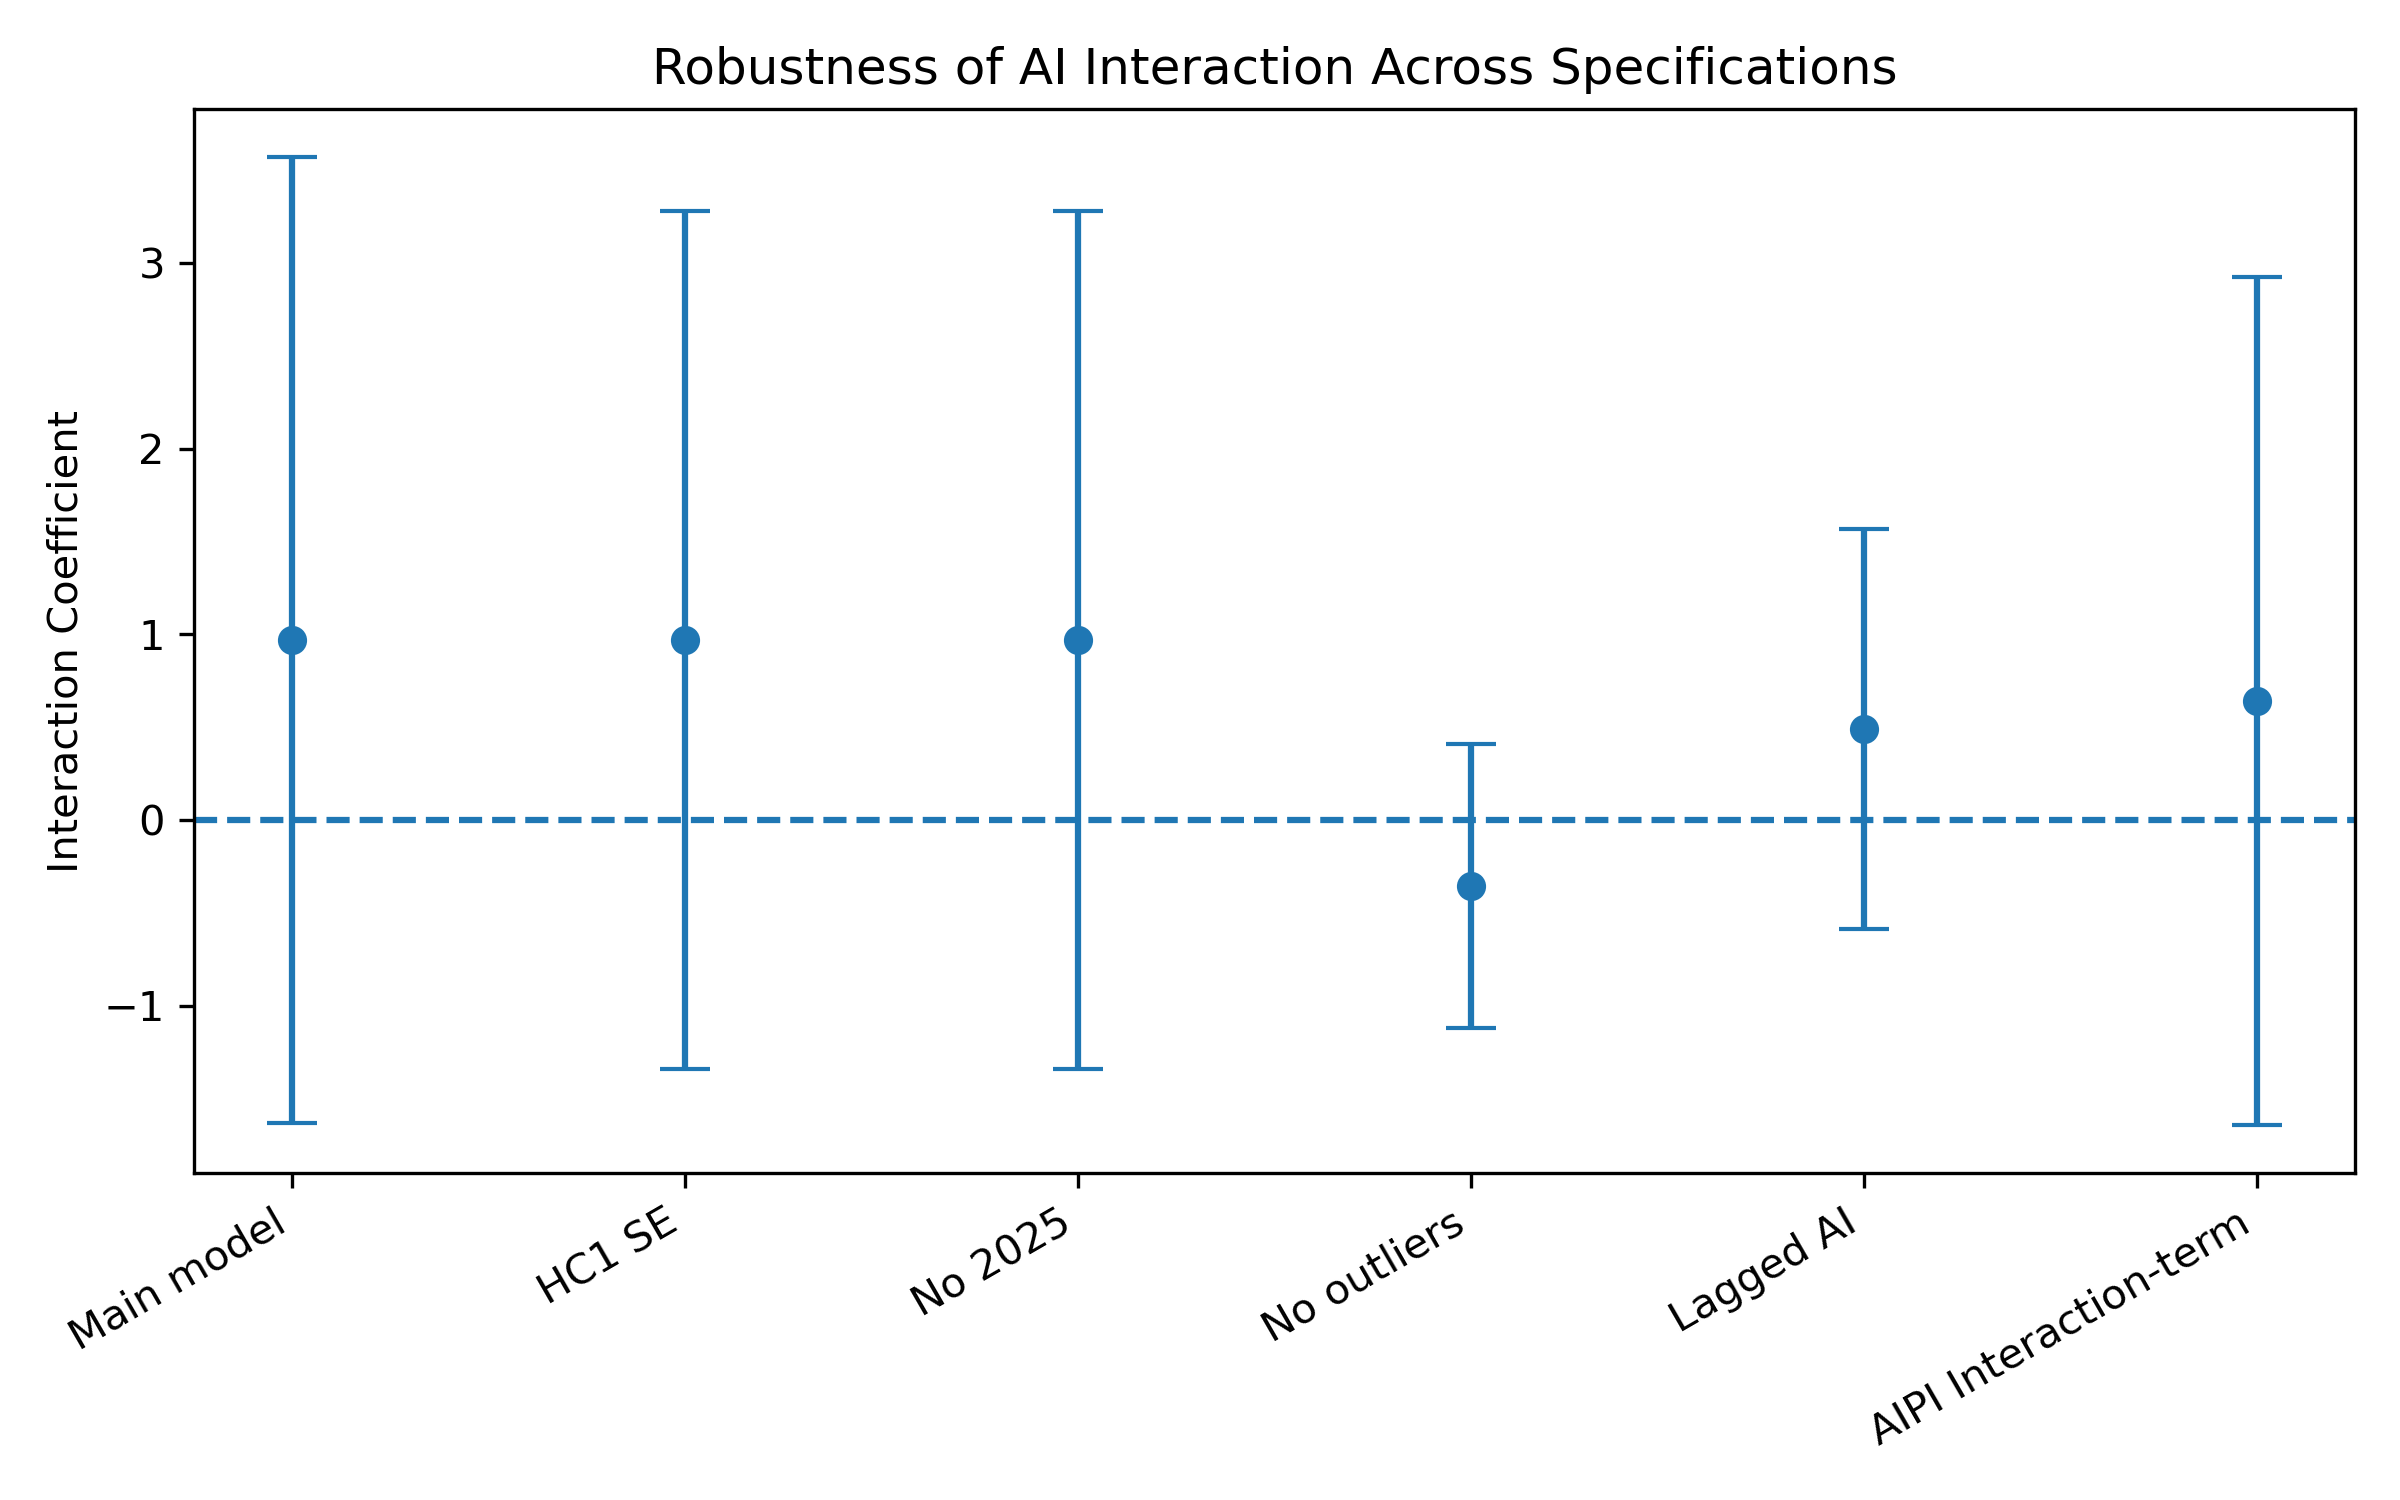 Robustness of AI Interaction Across Specifications
Interaction Coefficient
3
2
1
0
−1
Main model
HC1 SE
No 2025
No outliers
Lagged AI
AIPI Interaction-term